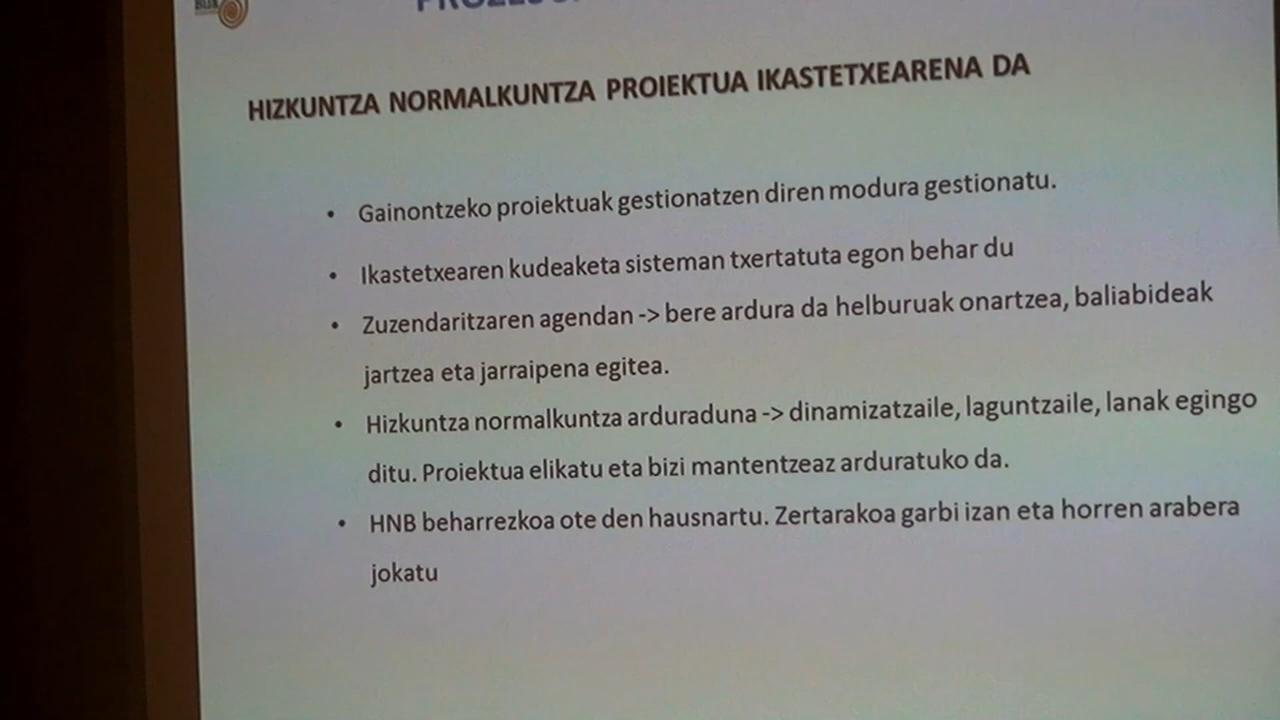 HIZKUNTZA NORMALKUNTZA PROIEKTUA IKASTETXEARENA DA
• Gainontzeko proiektuak gestionatzen diren modura gestionatu.
• Ikastetxearen kudeaketa sisteman txertatuta egon behar du
• Zuzendaritzaren agendan -> bere ardura da helburuak onartzea, baliabideak
jartzea eta jarraipena egitea.
• Hizkuntza normalkuntza arduraduna -> dinamizatzaile, laguntzaile, lanak egingo
ditu. Proiektua elikatu eta bizi mantentzeaz arduratuko da.
• HNB beharrezkoa ote den hausnartu. Zertarakoa garbi izan eta horren arabera
jokatu